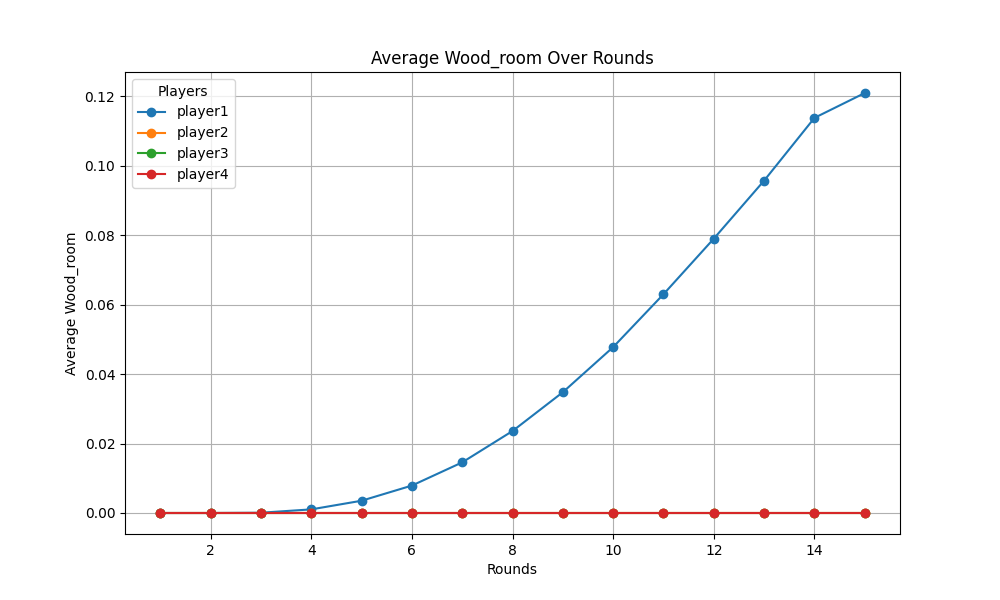 Average Wood_room Over Rounds
Players
player1
player2
player3
player4
Average Wood_room
0.12
0.10
0.08
0.06
0.04
0.02
0.00
2 4 6 8 10 12 14
Rounds